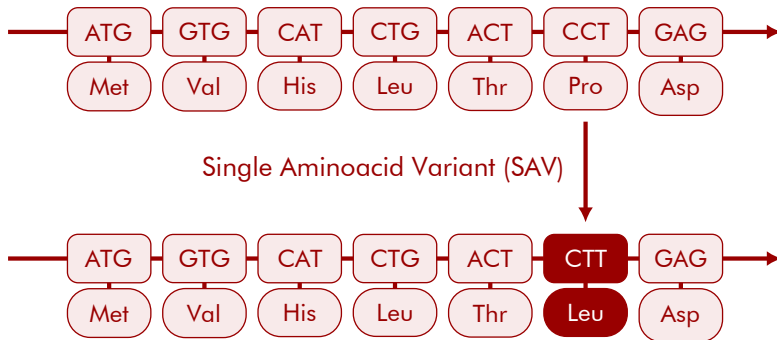 ATG GTG CAT CTG ACT CCT GAG
Met Val His Leu Thr Pro Asp
Single Aminoacid Variant (SAV)
ATG GTG CAT CTG ACT CTT GAG
Met Val His Leu Thr Leu Asp